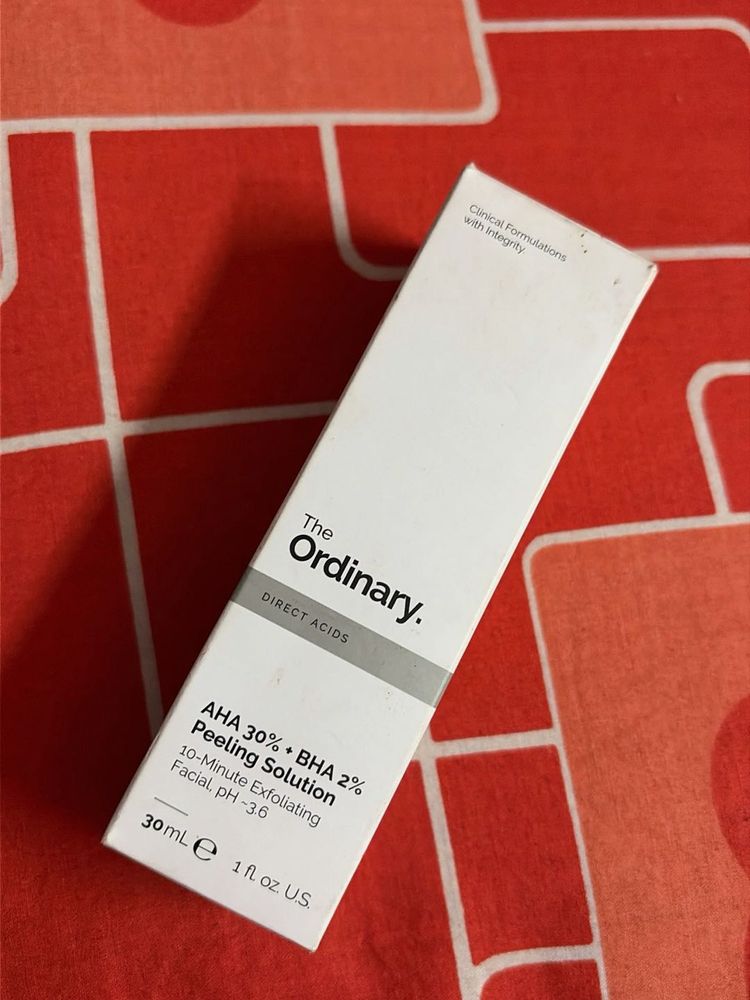 Clinical Formulations
with Integrity.
The
Ordinary.
DIRECT ACIDS
AHA 30% + BHA 2%
Peeling Solution
10-Minute Exfoliating
Facial, pH ~3.6
30mL ℮ 1 fl. oz. U.S.